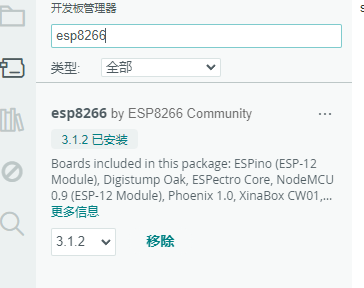 开发板管理器
esp8266
类型: 全部
esp8266 by ESP8266 Community ...
3.1.2 已安装
Boards included in this package: ESPino (ESP-12
Module), Digistump Oak, ESPectro Core, NodeMCU
0.9 (ESP-12 Module), Phoenix 1.0, XinaBox CW01,...
更多信息
3.1.2 移除